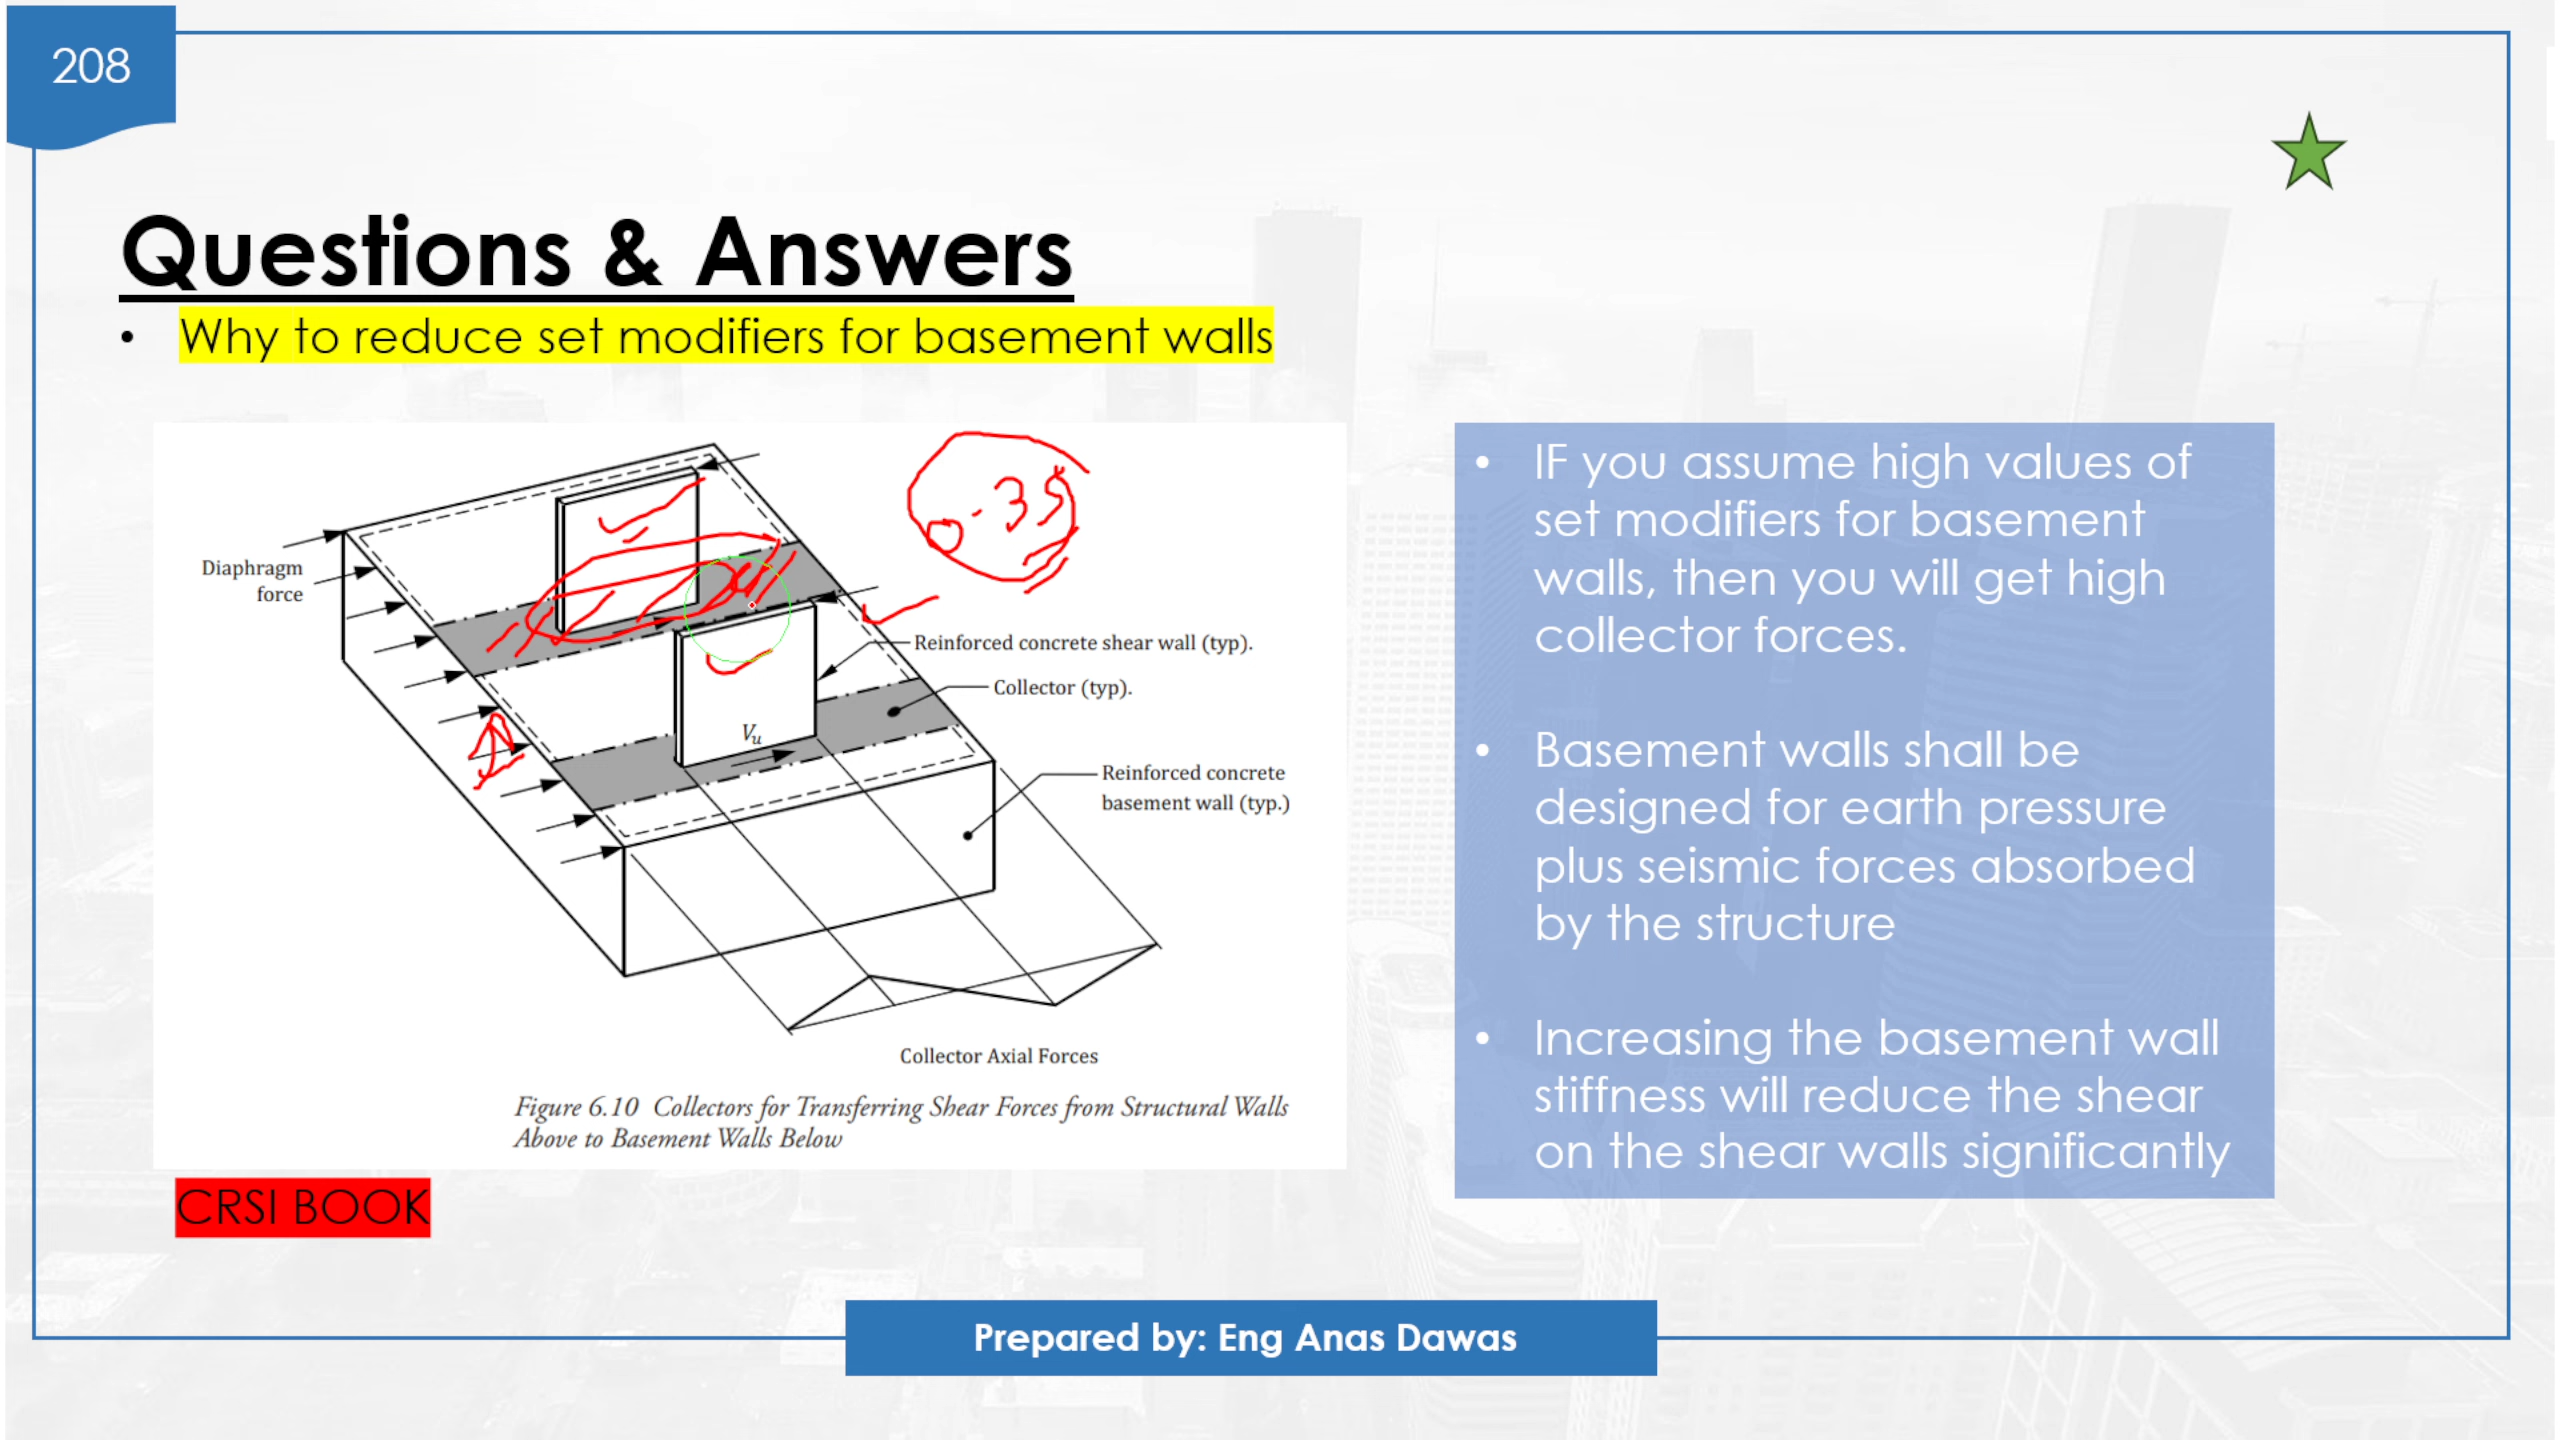 208
Questions & Answers
• Why to reduce set modifiers for basement walls
0.35
Diaphragm
force
Reinforced concrete shear wall (typ).
Collector (typ).
Vu
Reinforced concrete
basement wall (typ.)
Collector Axial Forces
Figure 6.10 Collectors for Transferring Shear Forces from Structural Walls
Above to Basement Walls Below
CRSI BOOK
• IF you assume high values of
set modifiers for basement
walls, then you will get high
collector forces.
• Basement walls shall be
designed for earth pressure
plus seismic forces absorbed
by the structure
• Increasing the basement wall
stiffness will reduce the shear
on the shear walls significantly
Prepared by: Eng Anas Dawas